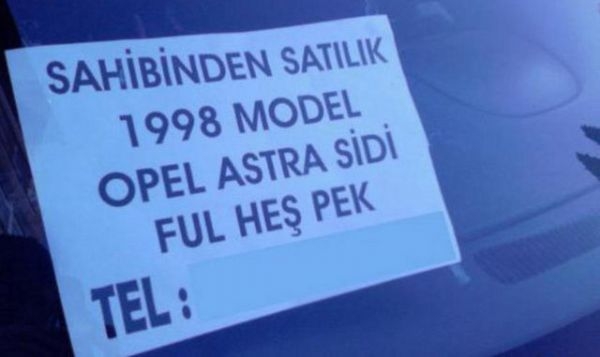 SAHİBİNDEN SATILIK
1998 MODEL
OPEL ASTRA SİDİ
FUL HEŞ PEK
TEL :